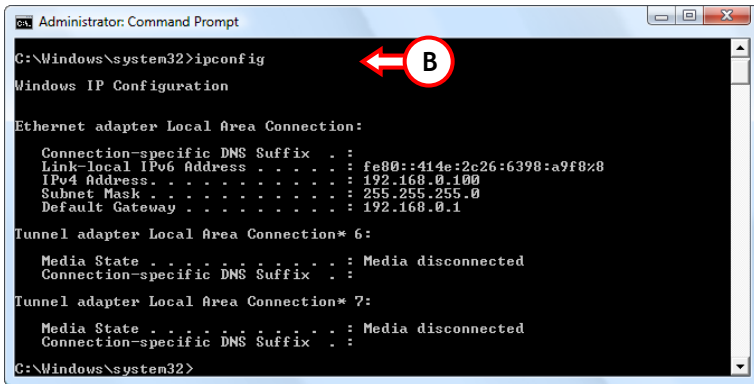 Administrator: Command Prompt
C:\Windows\system32>ipconfig
B
Windows IP Configuration
Ethernet adapter Local Area Connection:
Connection-specific DNS Suffix . :
Link-local IPv6 Address . . . . . : fe80::414e:2c26:6398:a9f8%8
IPv4 Address. . . . . . . . . . . : 192.168.0.100
Subnet Mask . . . . . . . . . . . : 255.255.255.0
Default Gateway . . . . . . . . . : 192.168.0.1
Tunnel adapter Local Area Connection* 6:
Media State . . . . . . . . . . . : Media disconnected
Connection-specific DNS Suffix . :
Tunnel adapter Local Area Connection* 7:
Media State . . . . . . . . . . . : Media disconnected
Connection-specific DNS Suffix . :
C:\Windows\system32>